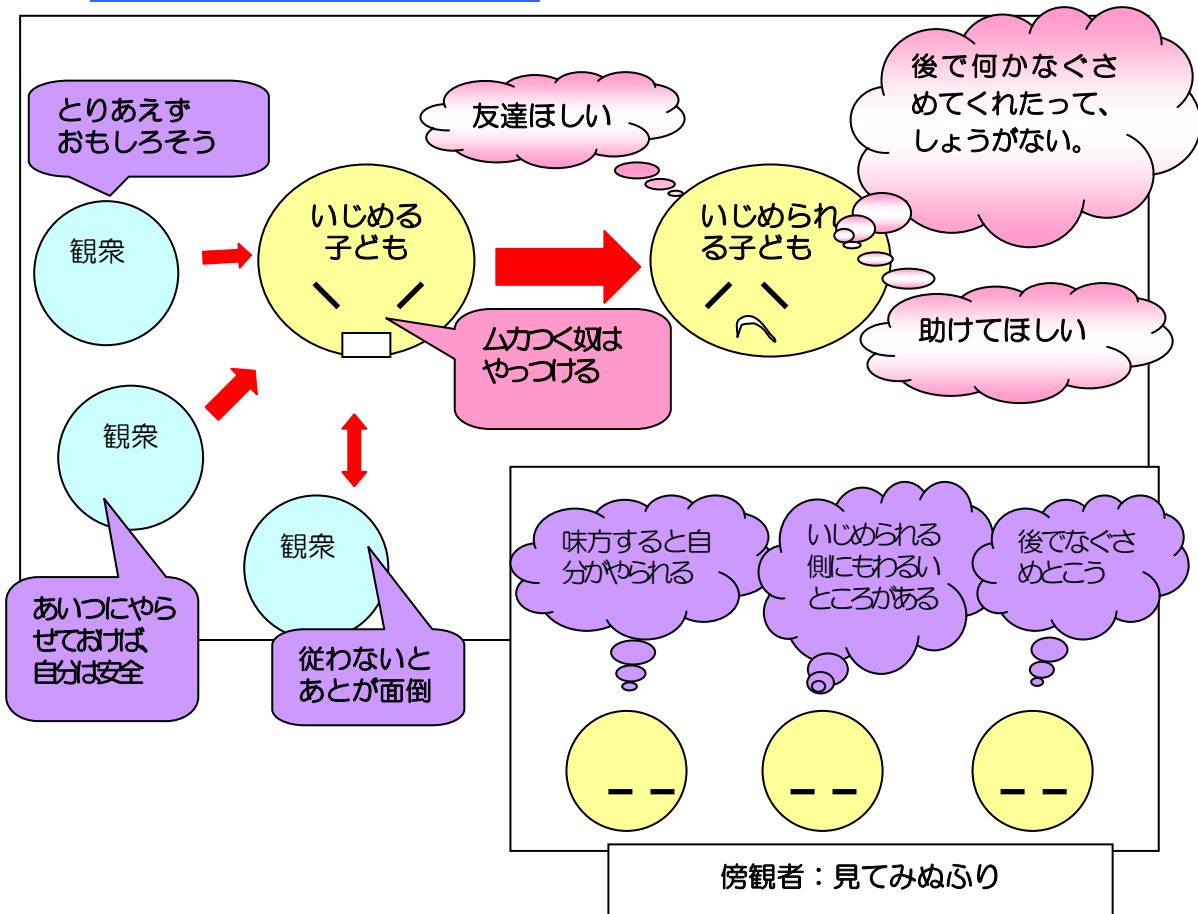 とりあえず
おもしろそう
観衆
いじめる
子ども
友達ほしい
いじめられ
る子ども
後で何かなぐさ
めてくれたって、
しょうがない。
ムカつく奴は
やっつける
助けてほしい
観衆
観衆
あいつにやら
せておけば、
自分は安全
従わないと
あとが面倒
味方すると自
分がやられる
いじめられる
側にもわるい
ところがある
後でなぐさ
めとこう
傍観者：見てみぬふり